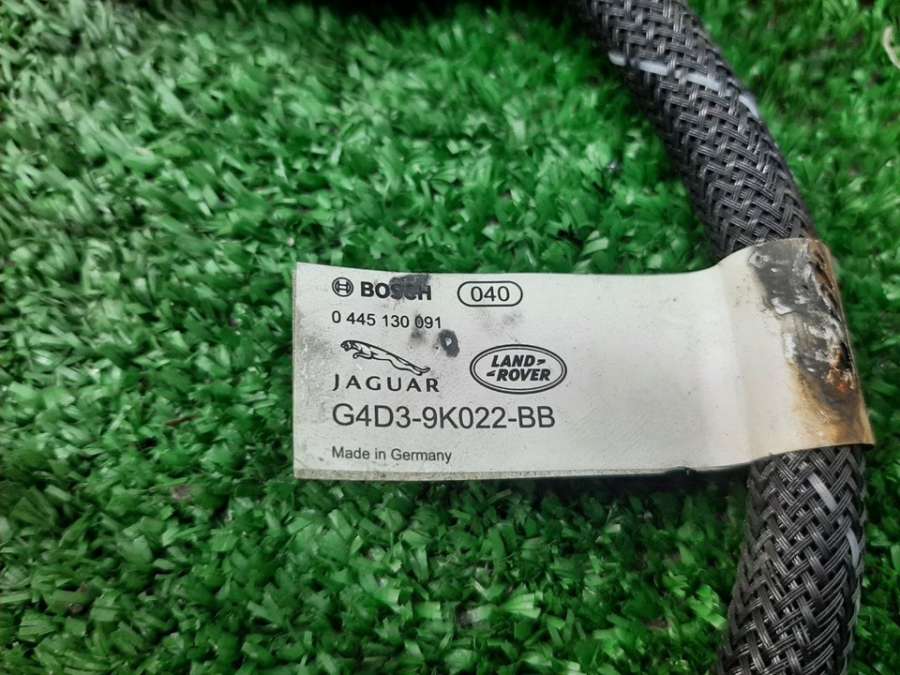 BOSCH 040
0 445 130 091
JAGUAR LAND- -ROVER
G4D3-9K022-BB
Made in Germany